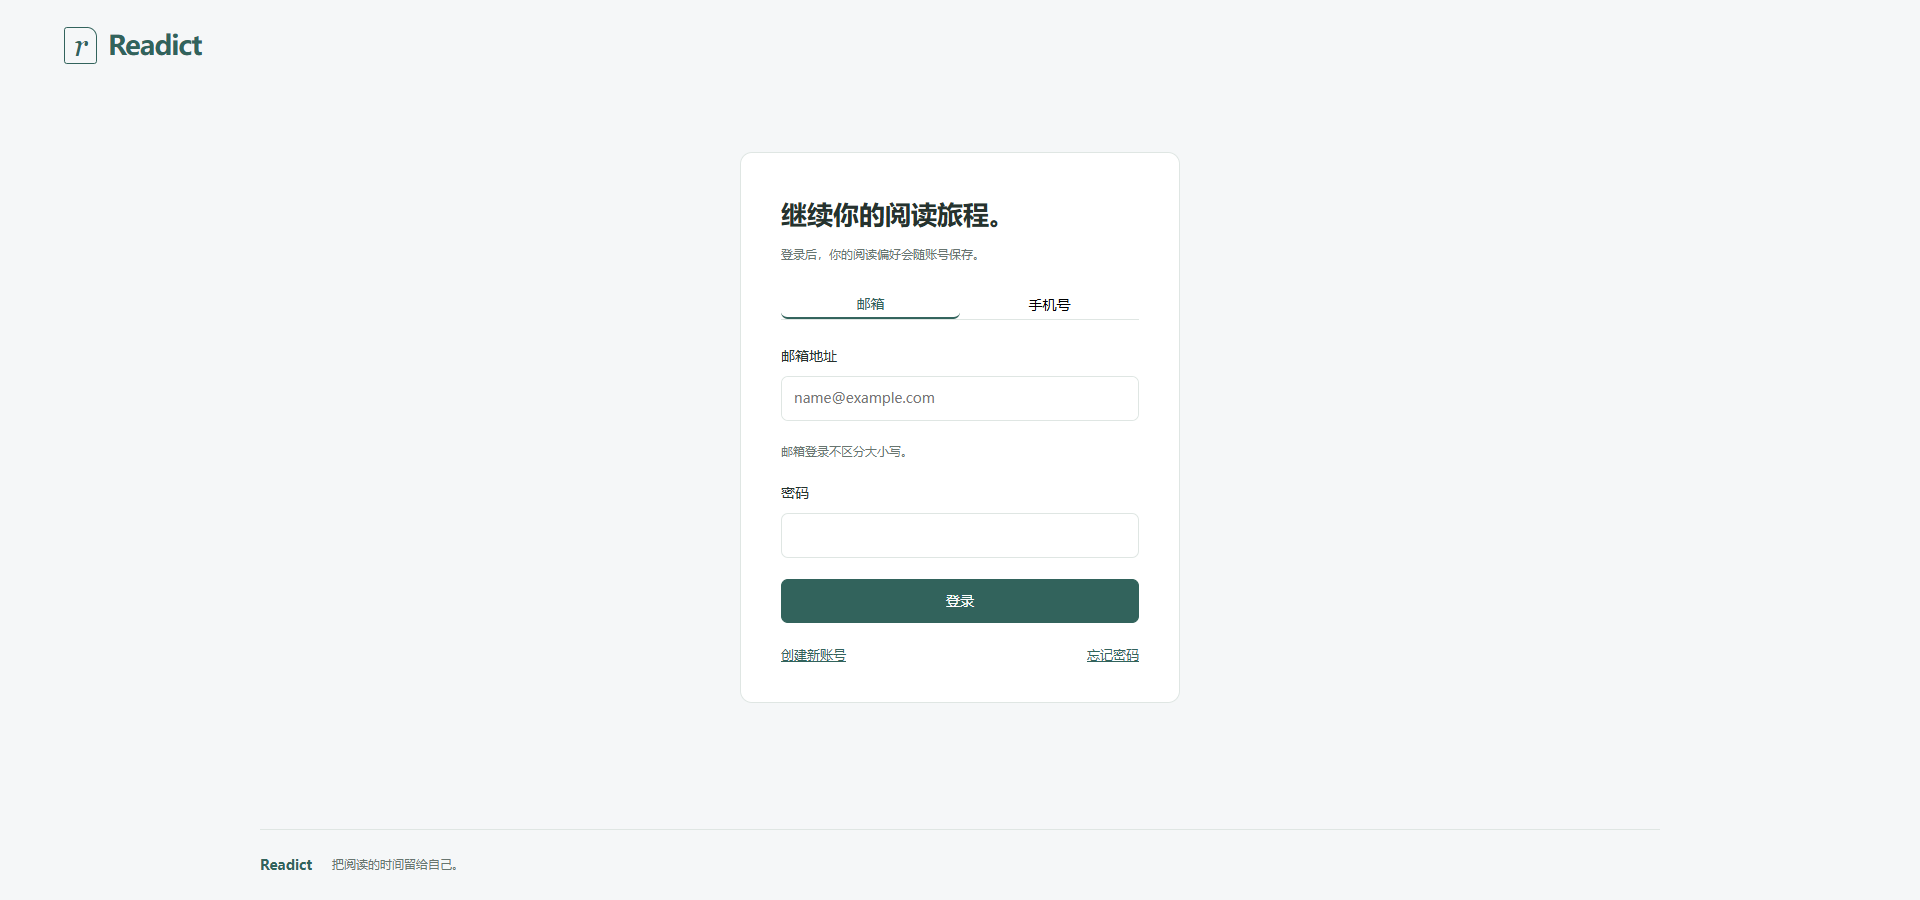 r Readict
继续你的阅读旅程。
登录后，你的阅读偏好会随账号保存。
邮箱 手机号
邮箱地址
name@example.com
邮箱登录不区分大小写。
密码
登录
创建新账号 忘记密码
Readict 把阅读的时间留给自己。